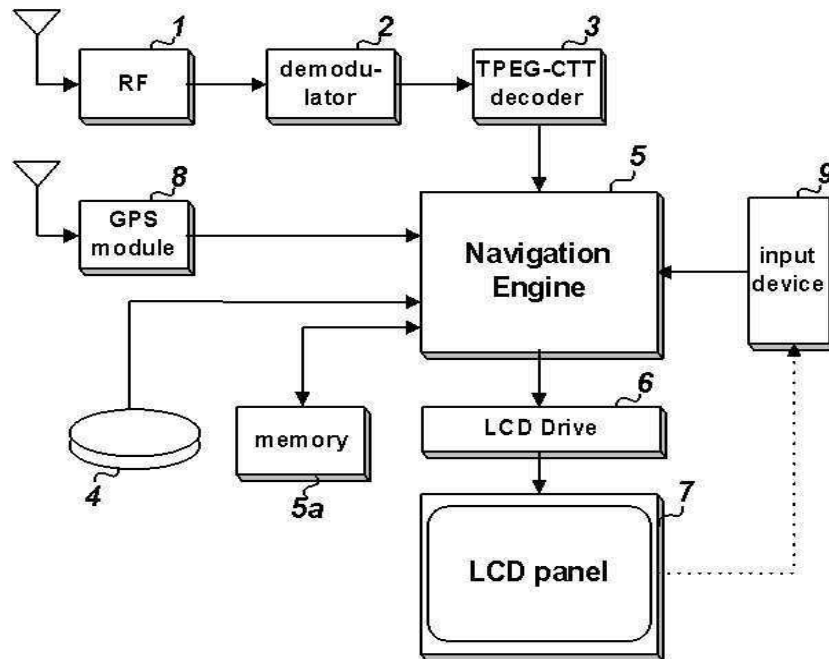 1
2
3
RF
demodu-
lator
TPEG-CTT
decoder
8
5
9
GPS
module
Navigation
Engine
input
device
6
memory
LCD Drive
4
5a
7
LCD panel